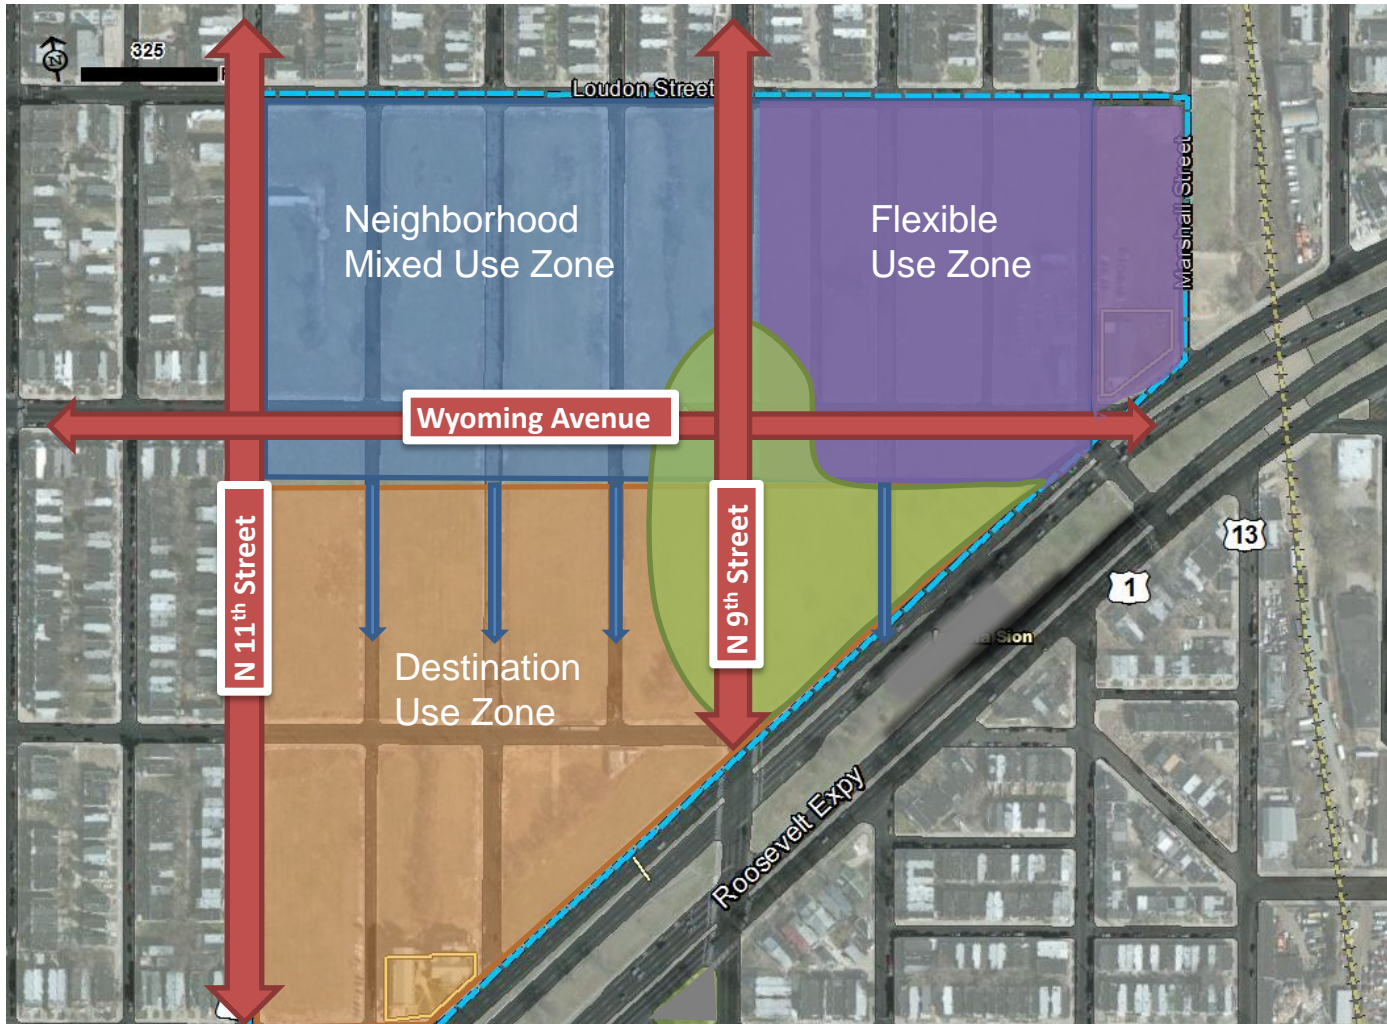 325
Loudon Street
Marshall Street
Neighborhood
Mixed Use Zone
Flexible
Use Zone
Wyoming Avenue
N 11th Street
N 9th Street
13
1
Sion
Destination
Use Zone
Roosevelt Expy